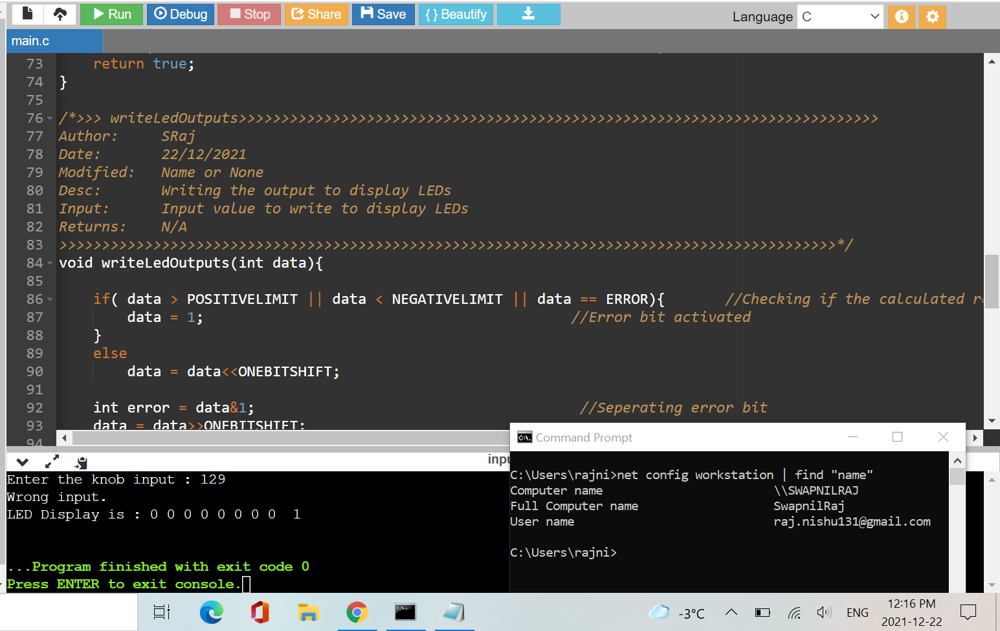 Run Debug Stop Share Save { } Beautify Language C
main.c
73     return true;
74 }
75
76 /*>>> writeLedOutputs>>>>>>>>>>>>>>>>>>>>>>>>>>>>>>>>>>>>>>>>>>>>>>>>>>>>>>>>>>>>>>>>>>>>>>>>>>>
77 Author:     SRaj
78 Date:       22/12/2021
79 Modified:   Name or None
80 Desc:       Writing the output to display LEDs
81 Input:      Input value to write to display LEDs
82 Returns:    N/A
83 >>>>>>>>>>>>>>>>>>>>>>>>>>>>>>>>>>>>>>>>>>>>>>>>>>>>>>>>>>>>>>>>>>>>>>>>>>>>>>>>>>>>>>>>>>>*/
84 void writeLedOutputs(int data){
85
86     if( data > POSITIVELIMIT || data < NEGATIVELIMIT || data == ERROR){       //Checking if the calculated
87         data = 1;                                           //Error bit activated
88     }
89     else
90         data = data<<ONEBITSHIFT;
91
92     int error = data&1;                                      //Seperating error bit
93     data = data>>ONEBITSHIFT;
94
inpu
Enter the knob input : 129
Wrong input.
LED Display is : 0 0 0 0 0 0 0 0  1
...Program finished with exit code 0
Press ENTER to exit console.
Command Prompt
C:\Users\rajni>net config workstation | find "name"
Computer name                        \\SWAPNILRAJ
Full Computer name                   SwapnilRaj
User name                            raj.nishu131@gmail.com
C:\Users\rajni>
-3°C ENG 12:16 PM
2021-12-22